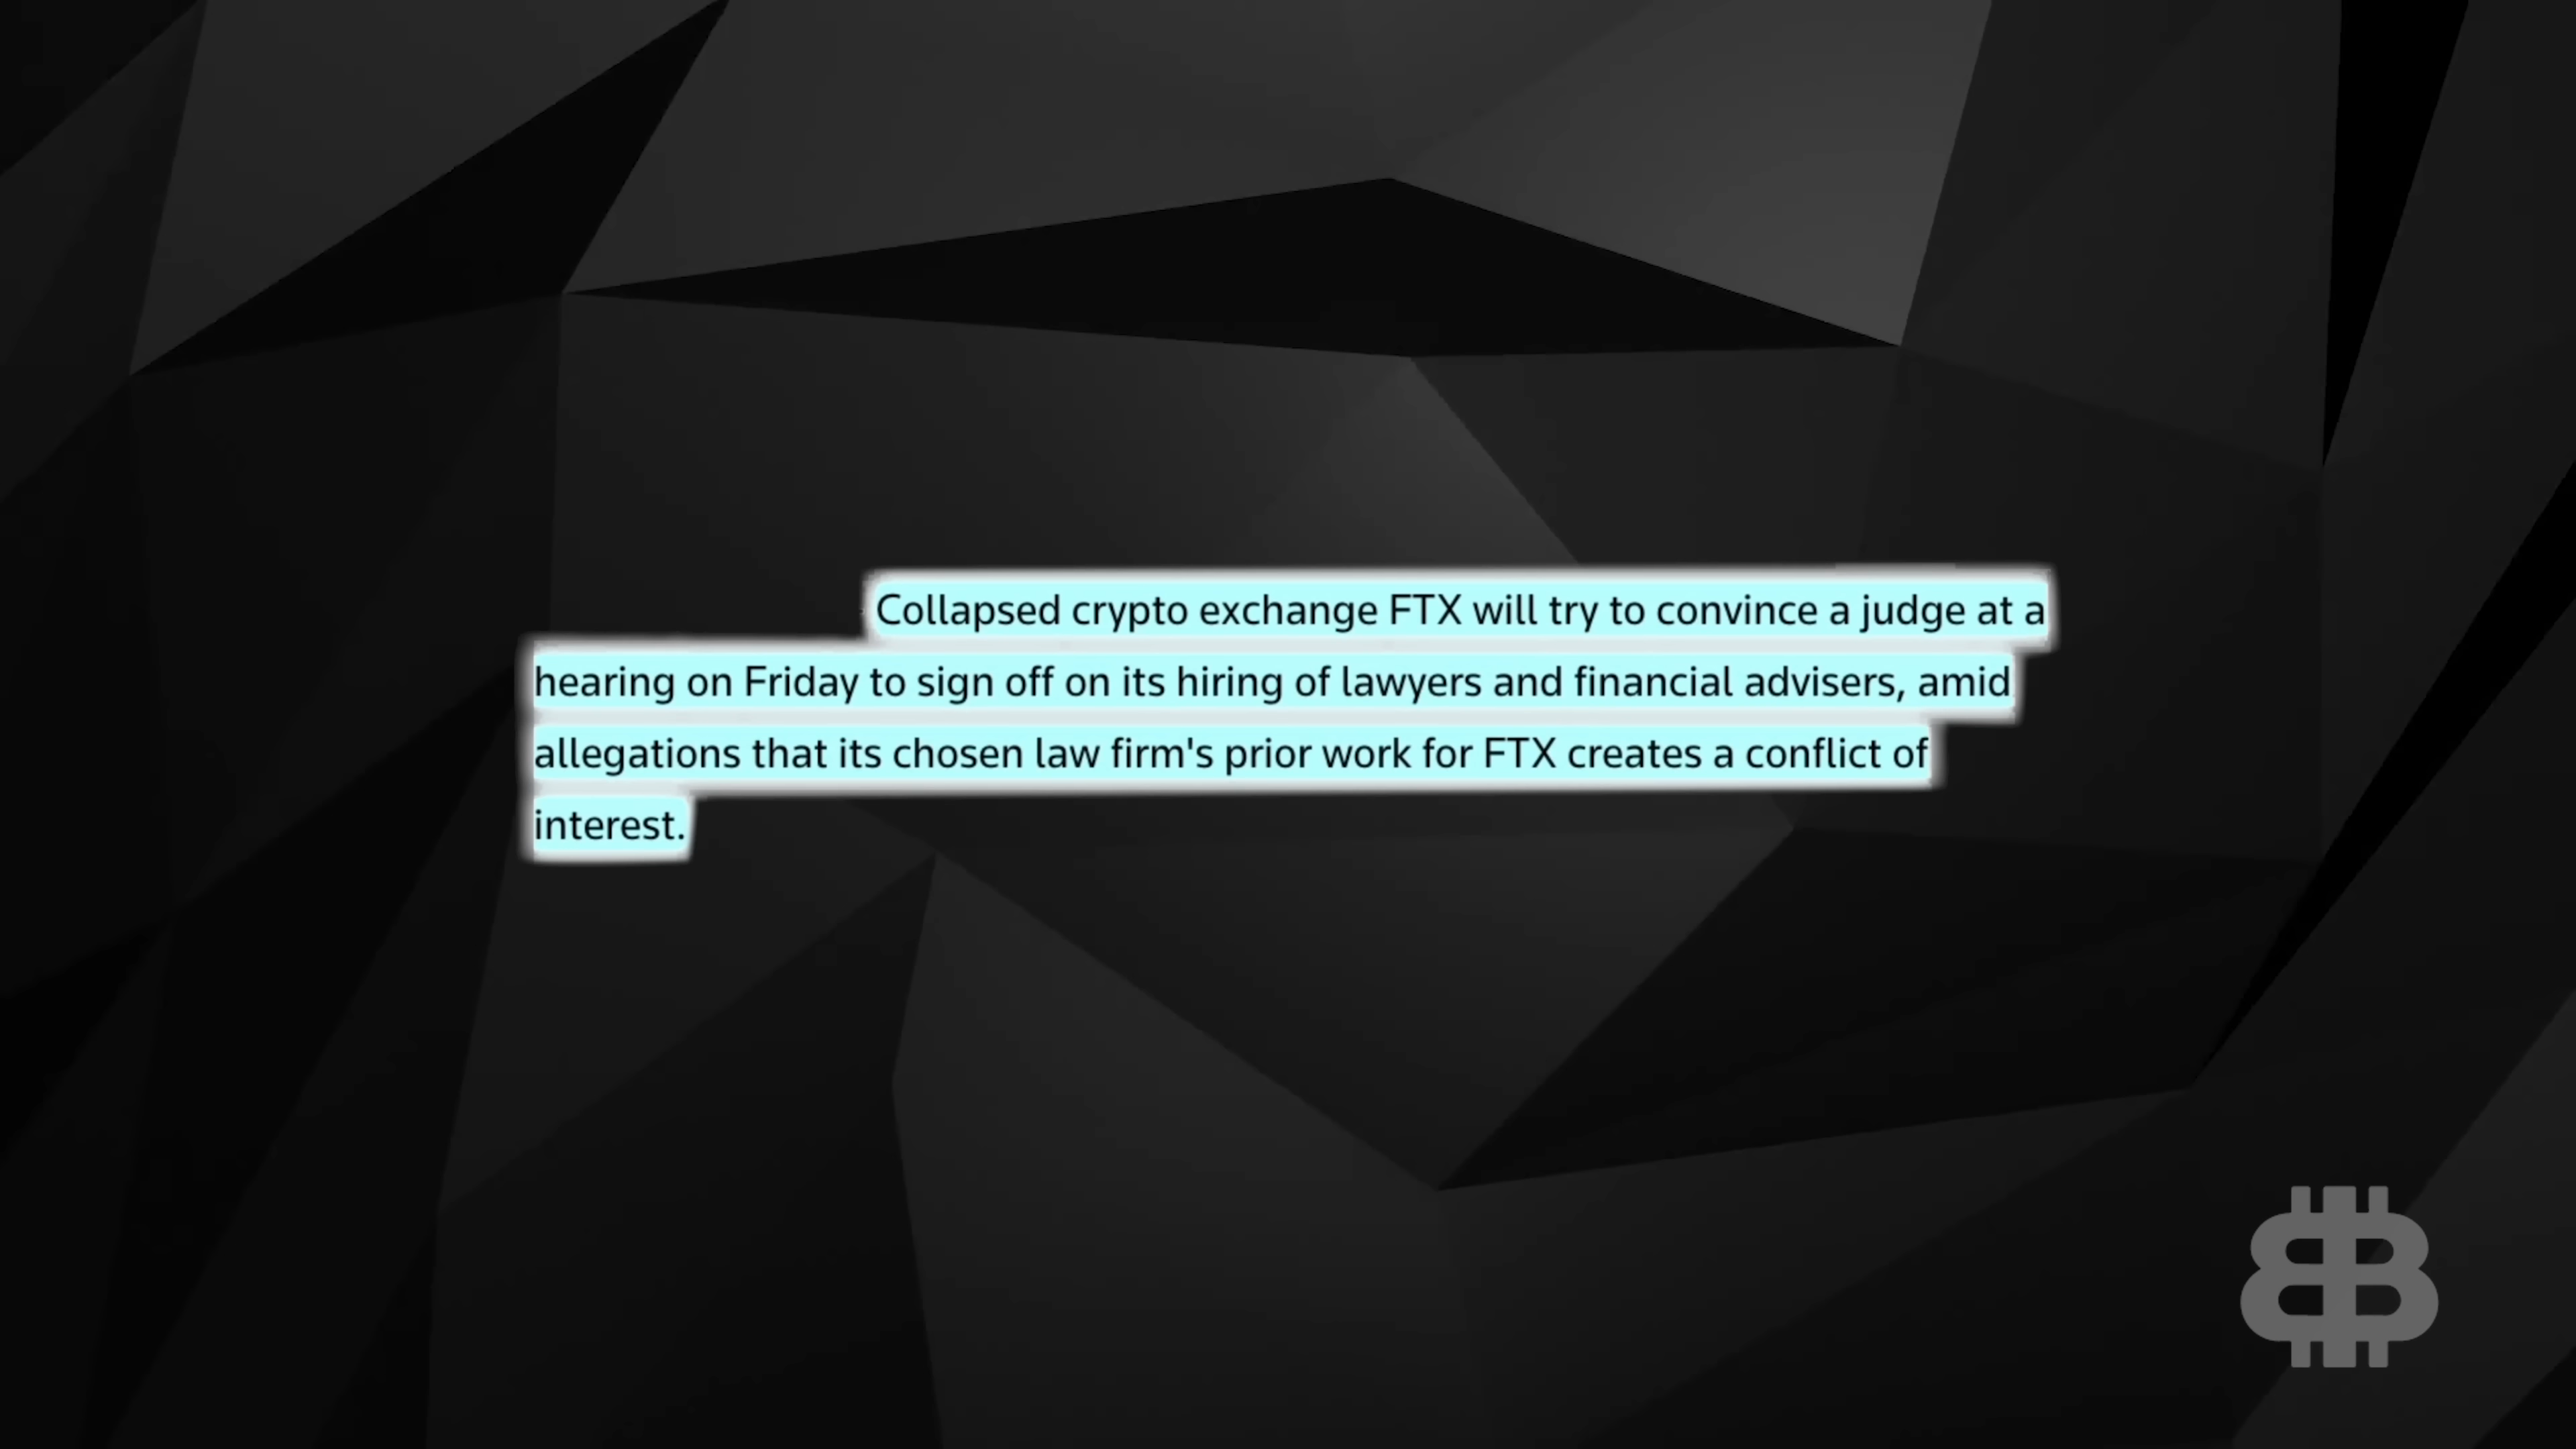 Collapsed crypto exchange FTX will try to convince a judge at a
hearing on Friday to sign off on its hiring of lawyers and financial advisers, amid
allegations that its chosen law firm's prior work for FTX creates a conflict of
interest.